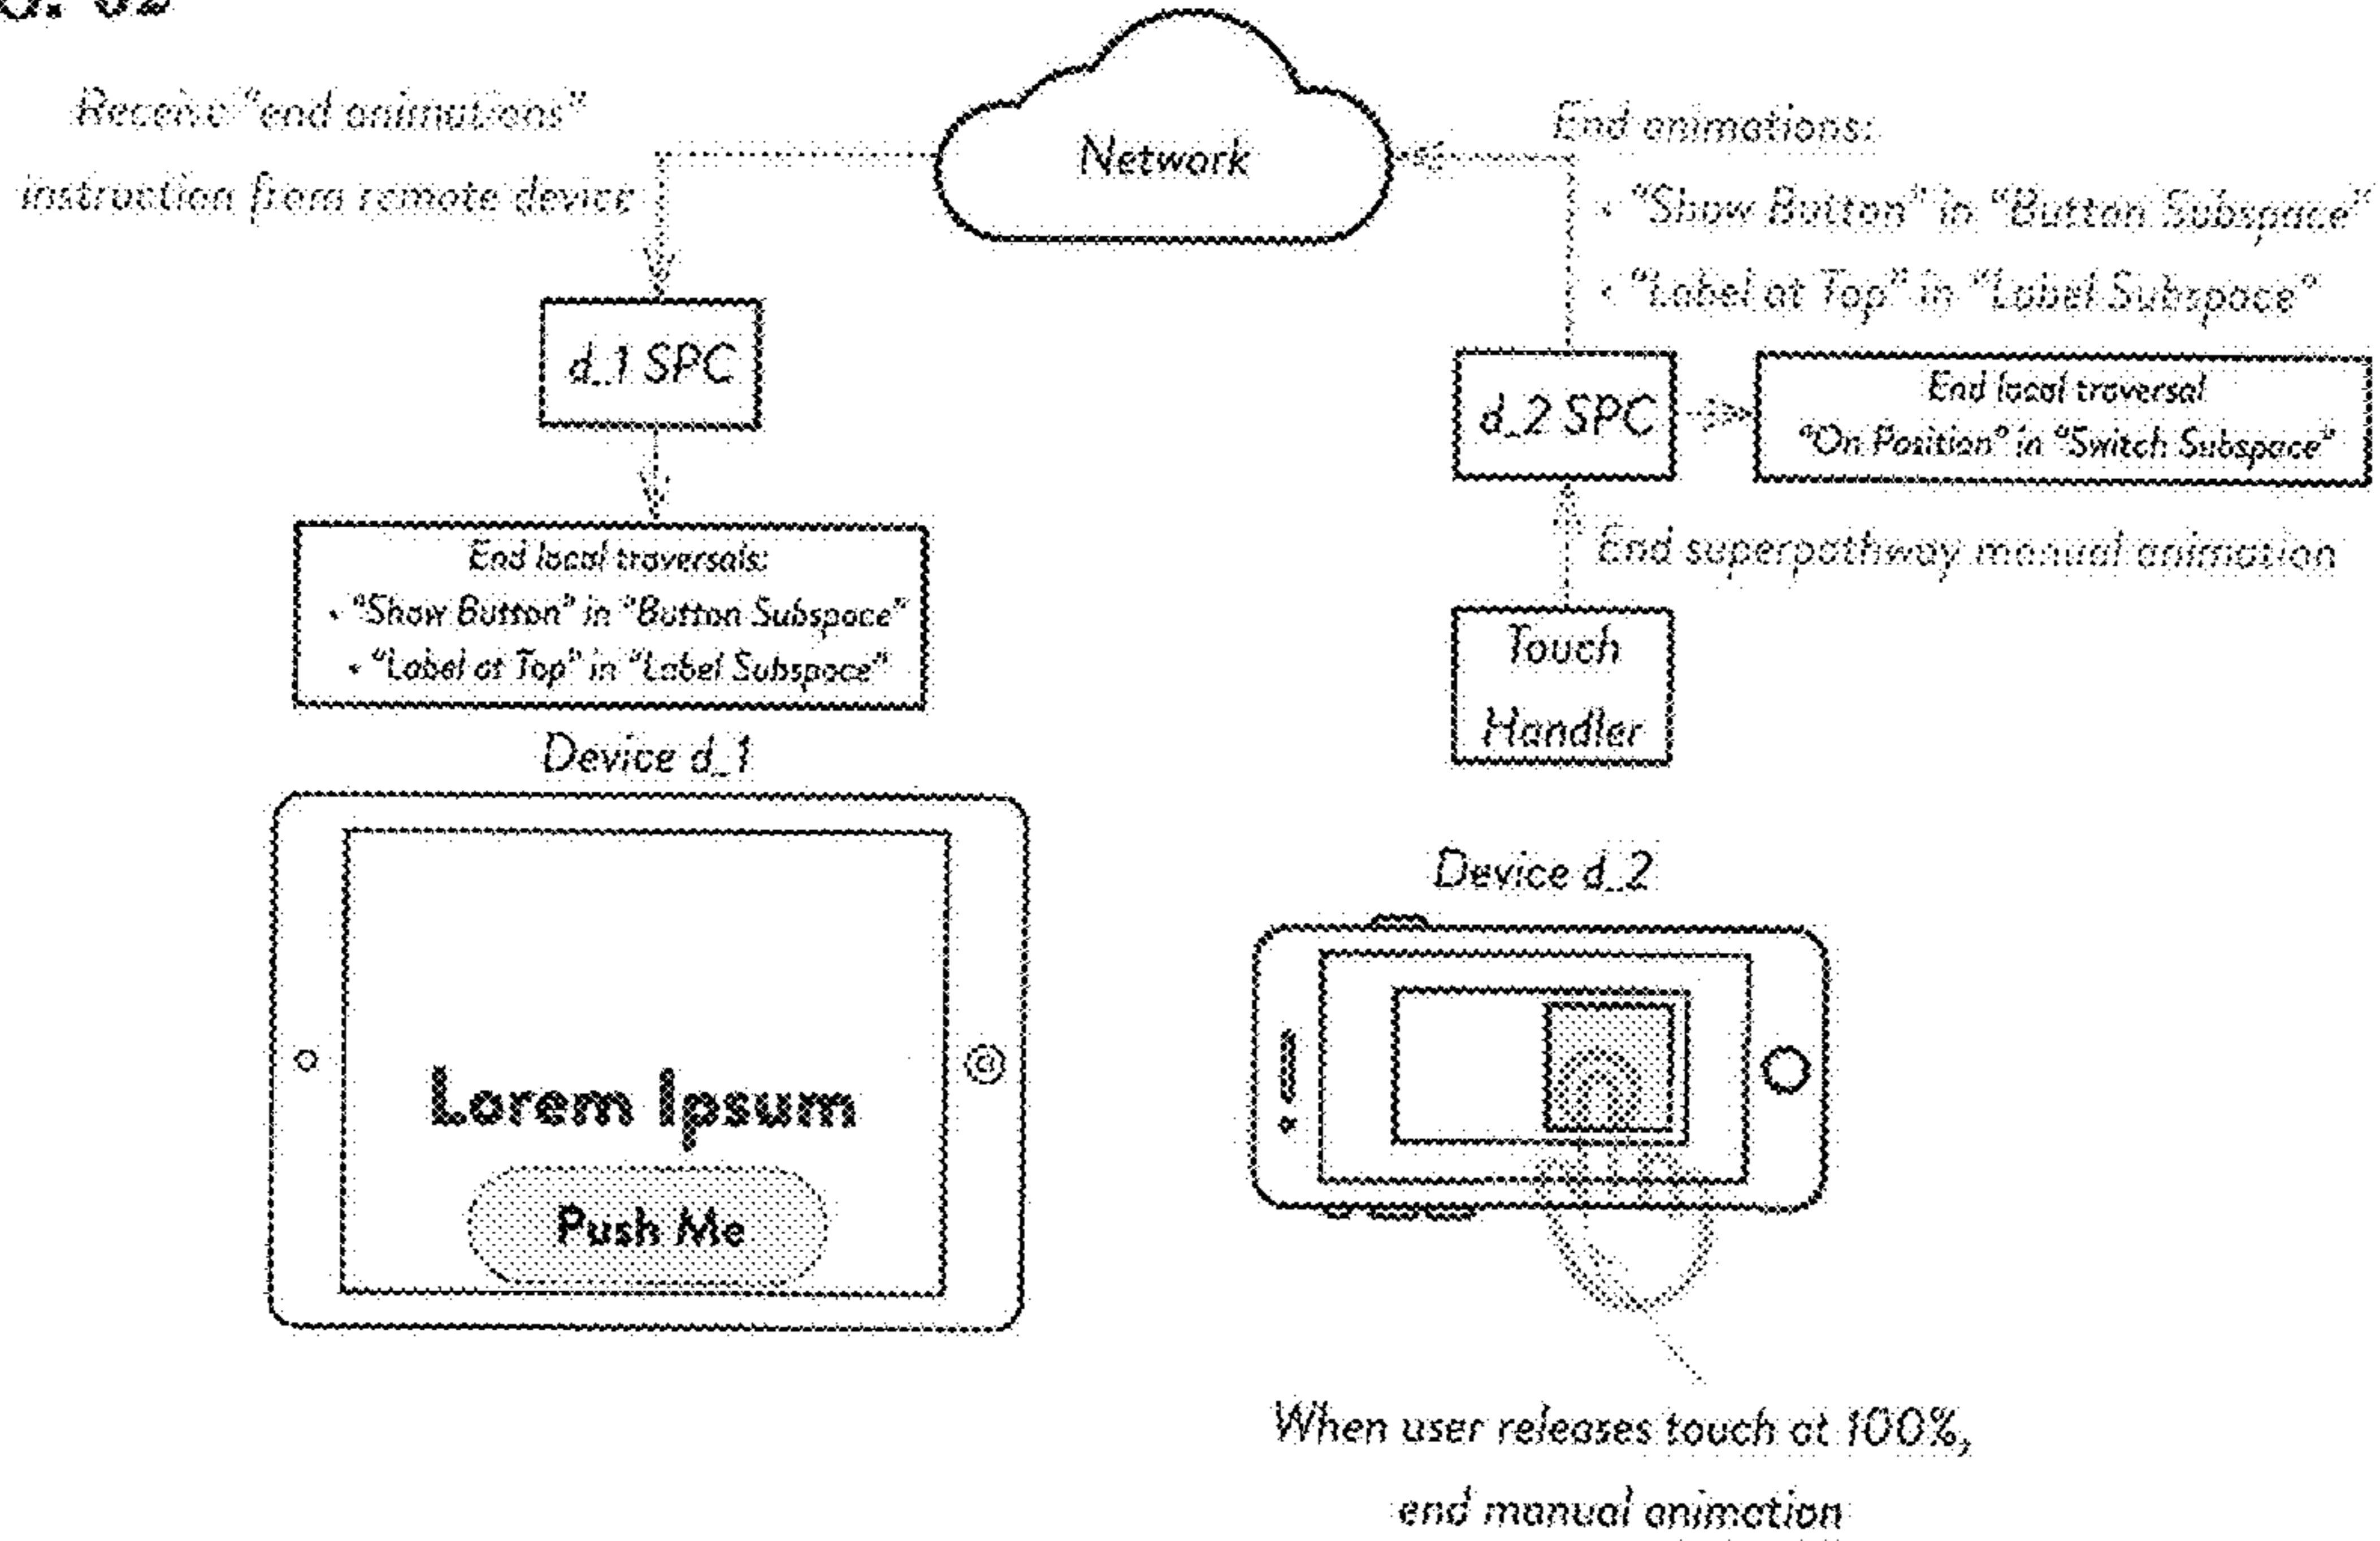 Network
Receive "end animations"
instruction from remote device
End animations:
• "Show Button" in "Button Subspace"
• "Label at Top" in "Label Subspace"
d_1 SPC
d_2 SPC
End local traversal
"On Position" in "Switch Subspace"
End superpathway manual animation
End local traversals:
• "Show Button" in "Button Subspace"
• "Label at Top" in "Label Subspace"
Touch
Handler
Device d_1
Device d_2
Lorem Ipsum
Push Me
When user releases touch at 100%,
end manual animation